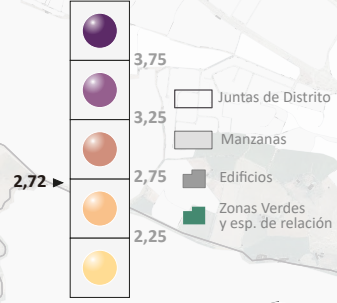 3,75
3,25
2,75
2,72
2,25
Juntas de Distrito
Manzanas
Edificios
Zonas Verdes
y esp. de relación